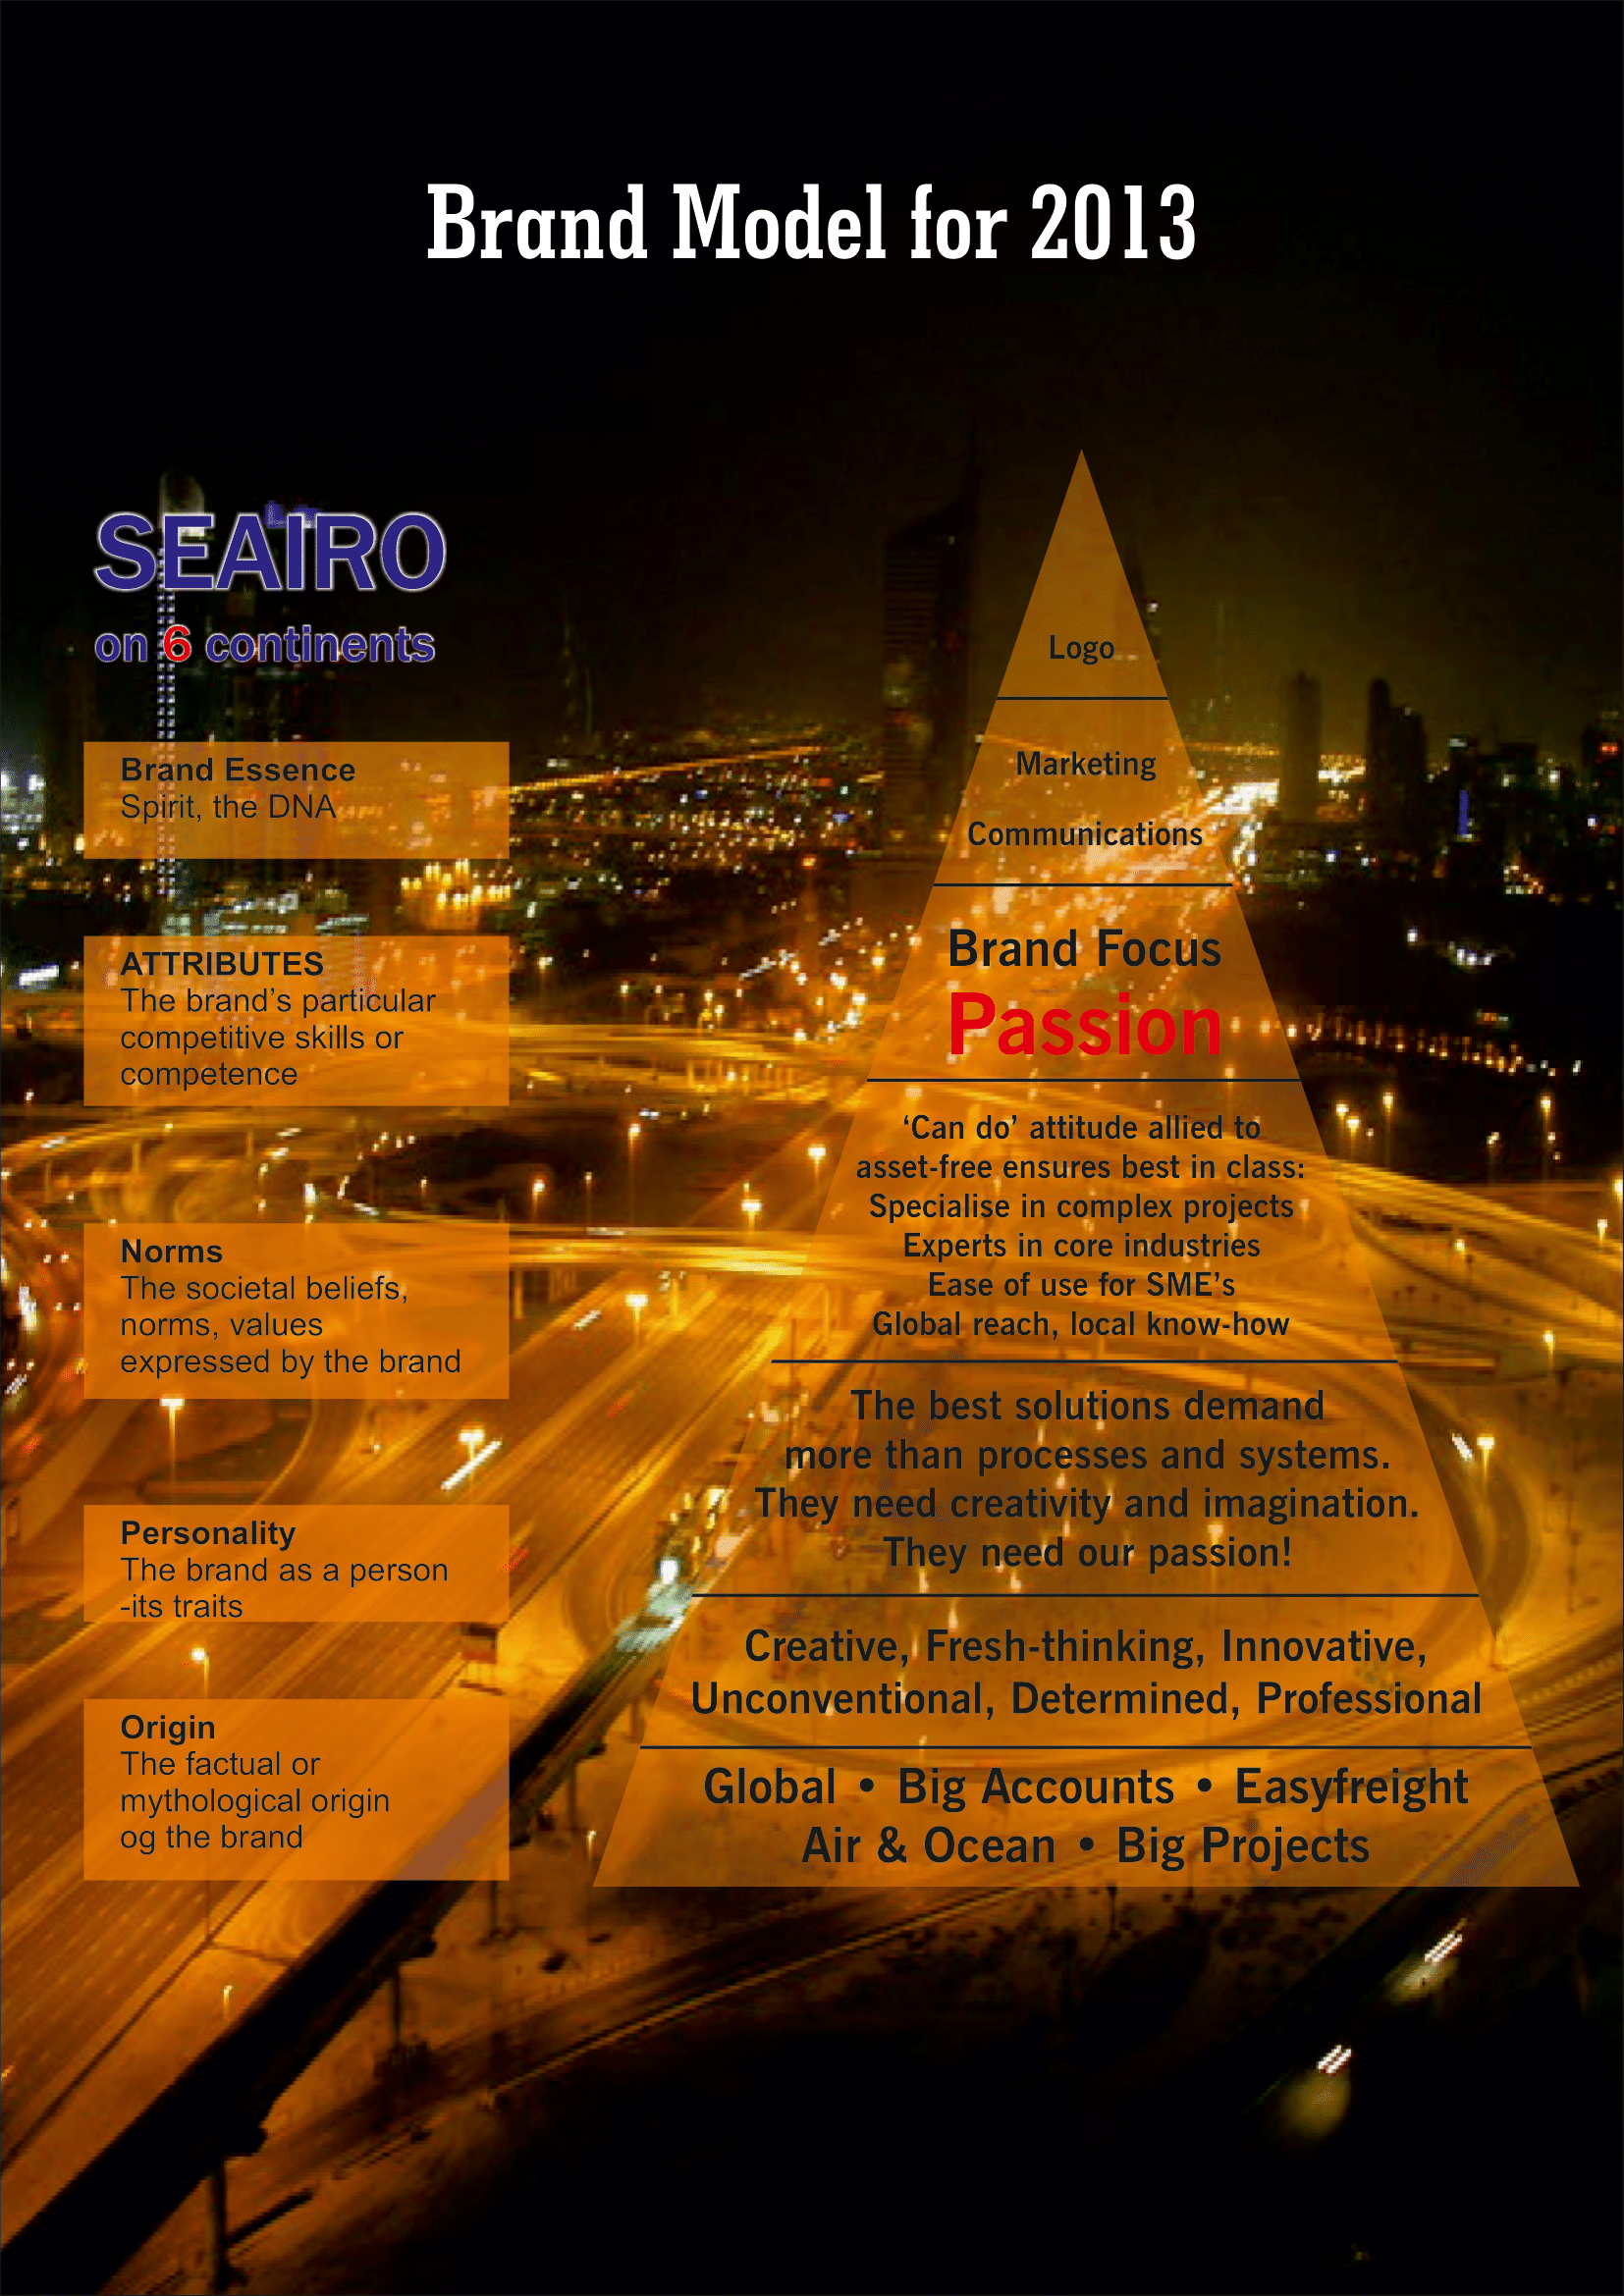 Brand Model for 2013
SEAIRO
on 6 continents
Brand Essence
Spirit, the DNA
ATTRIBUTES
The brand’s particular
competitive skills or
competence
Norms
The societal beliefs,
norms, values
expressed by the brand
Personality
The brand as a person
-its traits
Origin
The factual or
mythological origin
og the brand
Logo
Marketing
Communications
Brand Focus
Passion
‘Can do’ attitude allied to
asset-free ensures best in class:
Specialise in complex projects
Experts in core industries
Ease of use for SME’s
Global reach, local know-how
The best solutions demand
more than processes and systems.
They need creativity and imagination.
They need our passion!
Creative, Fresh-thinking, Innovative,
Unconventional, Determined, Professional
Global • Big Accounts • Easyfreight
Air & Ocean • Big Projects